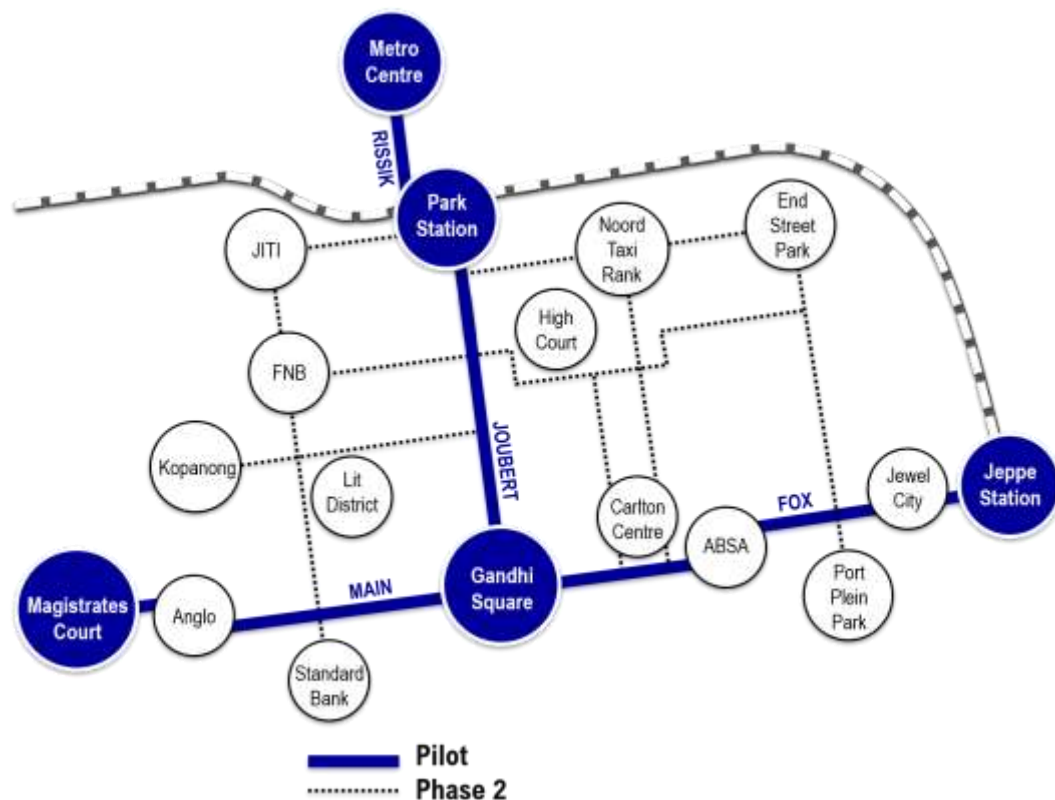 Metro
Centre
RISSIK
Park
Station
JITI
Noord
Taxi
Rank
End
Street
Park
High
Court
FNB
JOUBERT
Kopanong
Lit
District
Carlton
Centre
ABSA
FOX
Jewel
City
Jeppe
Station
Magistrates
Court
Anglo
MAIN
Gandhi
Square
Port
Plein
Park
Standard
Bank
Pilot
Phase 2